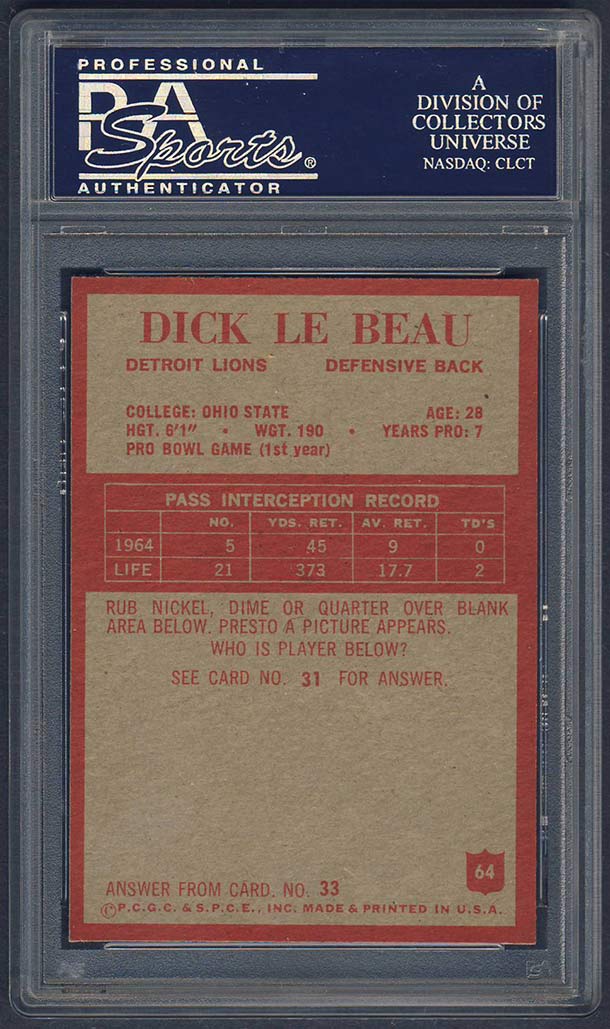 PROFESSIONAL
PSA
Sports®
AUTHENTICATOR
A
DIVISION OF
COLLECTORS
UNIVERSE
NASDAQ: CLCT
DICK LE BEAU
DETROIT LIONS DEFENSIVE BACK
COLLEGE: OHIO STATE AGE: 28
HGT. 6'1" • WGT. 190 • YEARS PRO: 7
PRO BOWL GAME (1st year)
PASS INTERCEPTION RECORD
NO. YDS. RET. AV. RET. TD'S
1964 5 45 9 0
LIFE 21 373 17.7 2
RUB NICKEL, DIME OR QUARTER OVER BLANK
AREA BELOW. PRESTO A PICTURE APPEARS.
WHO IS PLAYER BELOW?
SEE CARD NO. 31 FOR ANSWER.
64
ANSWER FROM CARD. NO. 33
©P.C.G.C. & S.P.C.E., INC. MADE & PRINTED IN U.S.A.